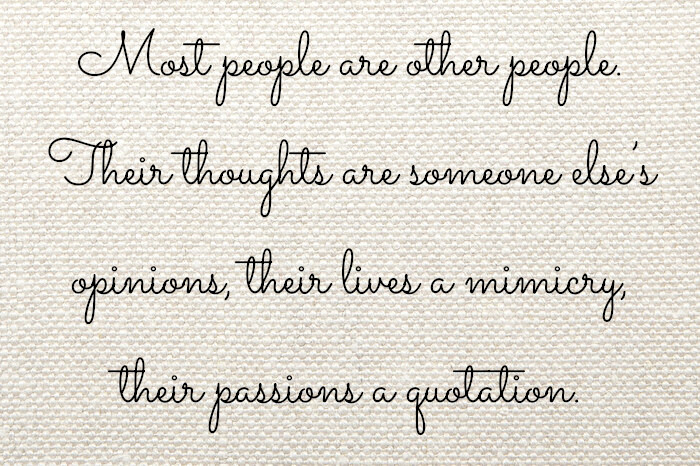 Most people are other people.
Their thoughts are someone else's
opinions, their lives a mimicry,
their passions a quotation.